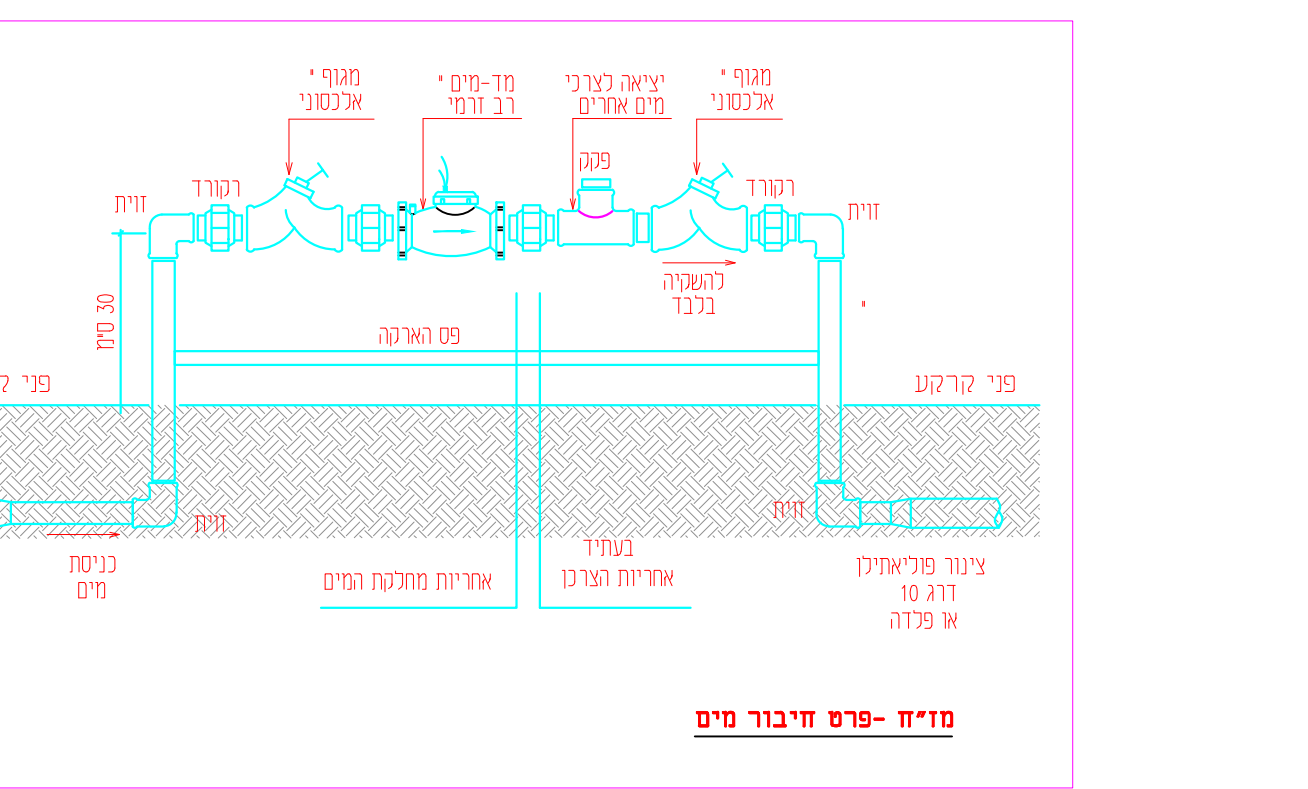 מגוף "
אלכסוני
מד-מים "
רב זרמי
יציאה לצרכי
מים אחרים
מגוף "
אלכסוני
פקק
רקורד
רקורד
זוית
זוית
להשקיה
בלבד
30 ס״מ
"
פס הארקה
פני ק
פני קרקע
זוית
זוית
כניסת
מים
אחריות מחלקת המים
בעתיד
אחריות הצרכן
צינור פוליאתילן
דרג 10
או פלדה
מז״ח -פרט חיבור מים